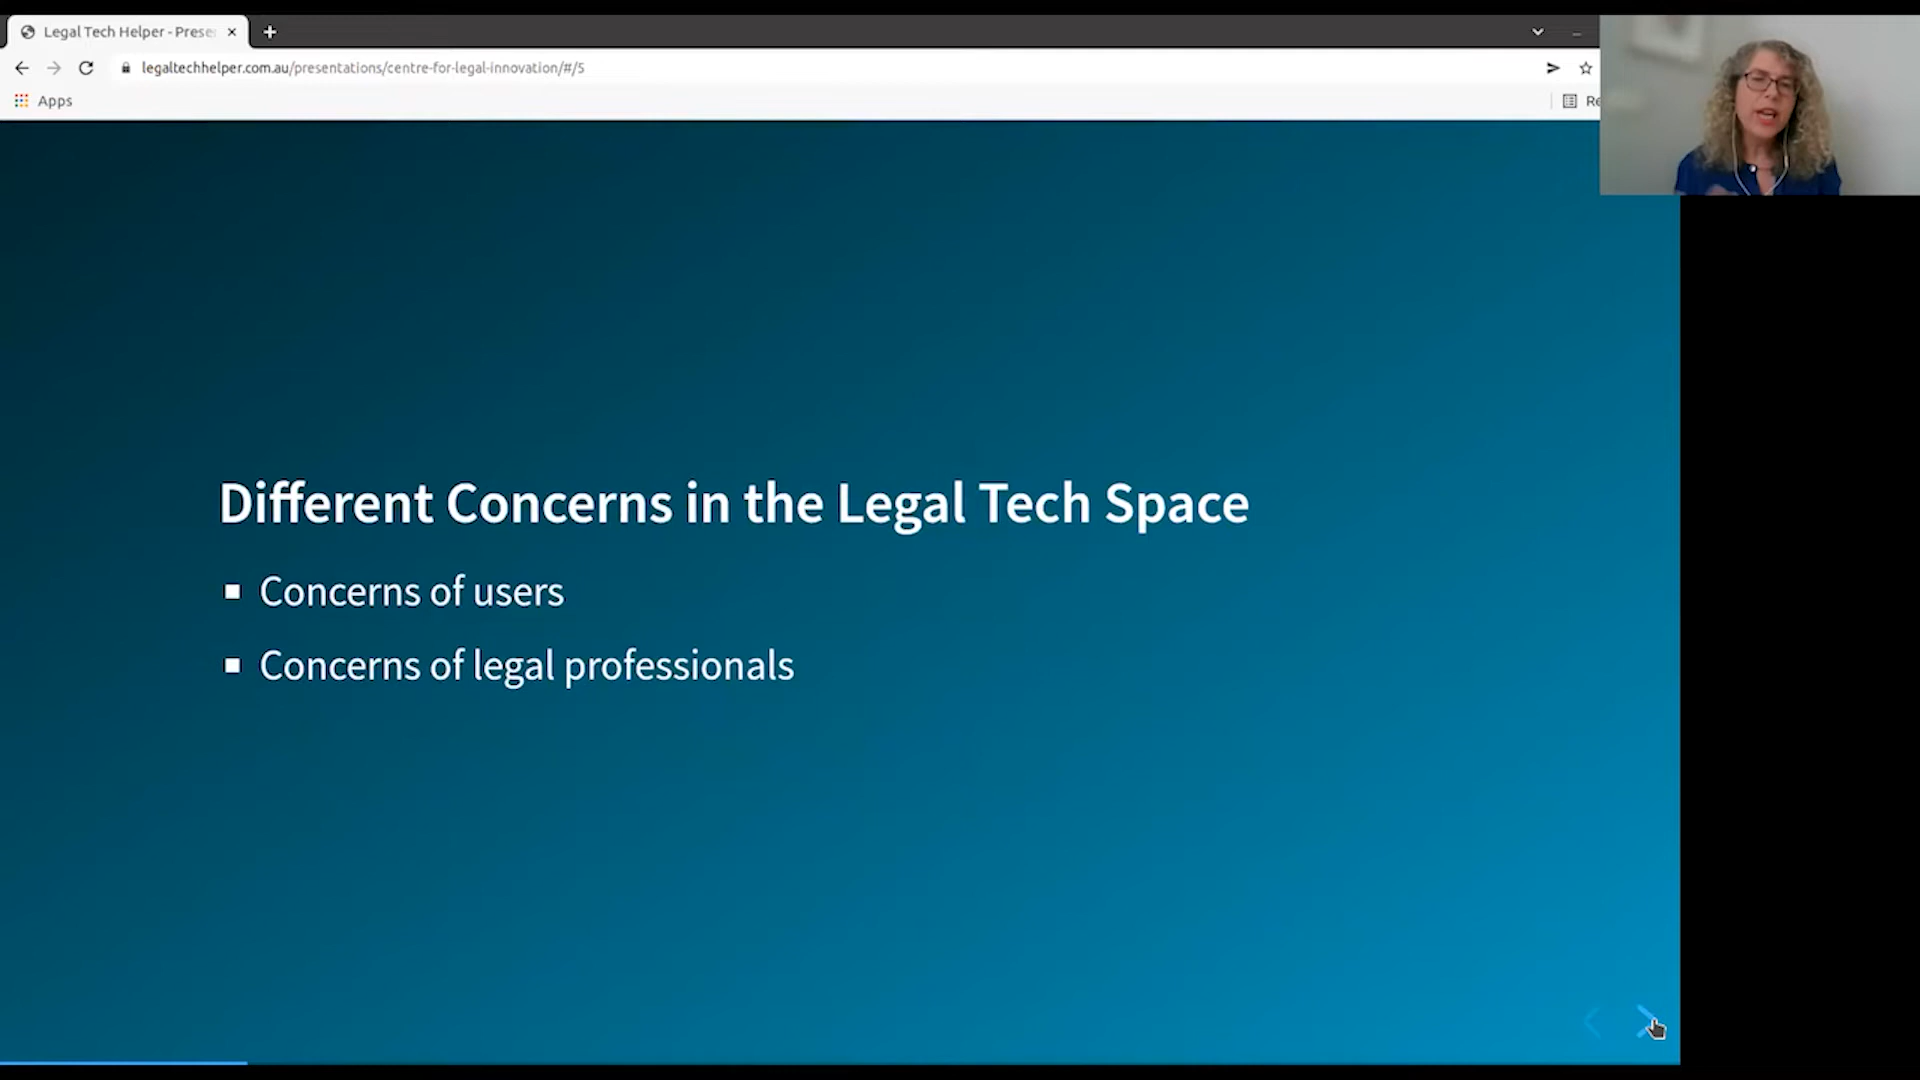 Legal Tech Helper - Prese
legaltechhelper.com.au/presentations/centre-for-legal-innovation/#/5
Apps
Re
Different Concerns in the Legal Tech Space
Concerns of users
Concerns of legal professionals